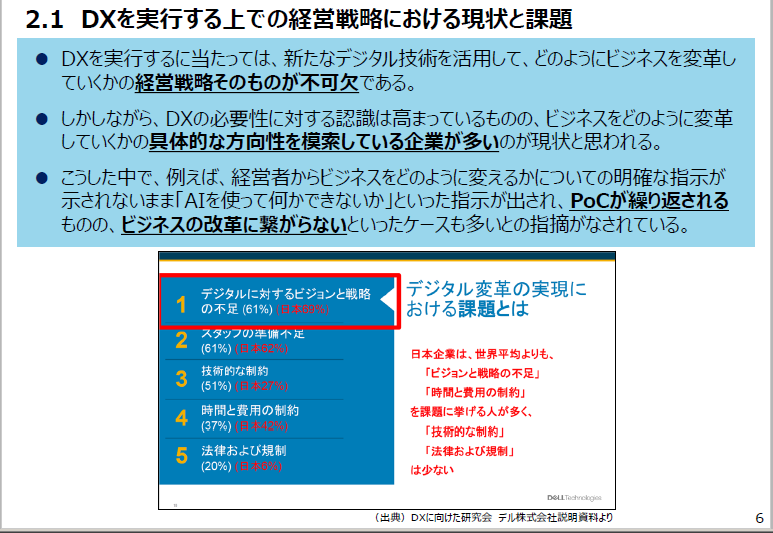 2.1 DXを実行する上での経営戦略における現状と課題
● DXを実行するに当たっては、新たなデジタル技術を活用して、どのようにビジネスを変革し
ていくかの経営戦略そのものが不可欠である。
● しかしながら、DXの必要性に対する認識は高まっているものの、ビジネスをどのように変革
していくかの具体的な方向性を模索している企業が多いのが現状と思われる。
● こうした中で、例えば、経営者からビジネスをどのように変えるかについての明確な指示が
示されないまま「AIを使って何かできないか」といった指示が出され、PoCが繰り返される
ものの、ビジネスの改革に繋がらないといったケースも多いとの指摘がなされている。
1 デジタルに対するビジョンと戦略
の不足 (61%)
2 スタッフの準備不足
(61%)
3 技術的な制約
(51%) (日本27%)
4 時間と費用の制約
(37%)
5 法律および規制
(20%)
デジタル変革の実現に
おける課題とは
日本企業は、世界平均よりも、
「ビジョンと戦略の不足」
「時間と費用の制約」
を課題に挙げる人が多く、
「技術的な制約」
「法律および規制」
は少ない
DELLTechnologies
（出典）DXに向けた研究会 デル株式会社説明資料より
6